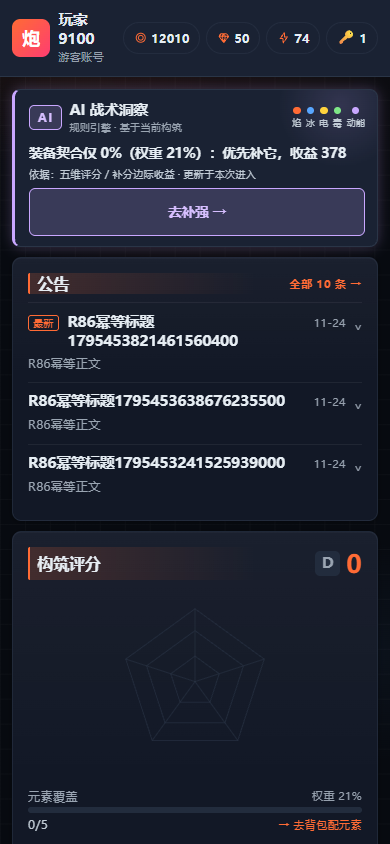 炮
玩家
9100
游客账号
12010
50
74
1
AI
AI 战术洞察
规则引擎 · 基于当前构筑
焰 冰 电 毒 动能
装备契合仅 0%（权重 21%）：优先补它，收益 378
依据：五维评分 / 补分边际收益 · 更新于本次进入
去补强 →
公告
全部 10 条 →
最新
R86幂等标题
1795453821461560400
11-24
R86幂等正文
R86幂等标题1795453638676235500
11-24
R86幂等正文
R86幂等标题1795453241525939000
11-24
R86幂等正文
构筑评分
D 0
元素覆盖
权重 21%
0/5
→ 去背包配元素